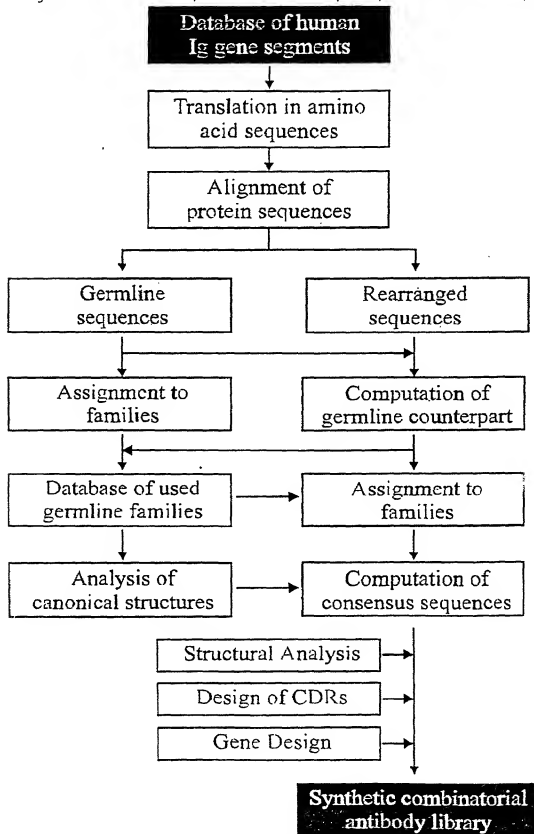 Database of human
Ig gene segments
Translation in amino
acid sequences
Alignment of
protein sequences
Germline
sequences
Rearranged
sequences
Assignment to
families
Computation of
germline counterpart
Database of used
germline families
Assignment to
families
Analysis of
canonical structures
Computation of
consensus sequences
Structural Analysis
Design of CDRs
Gene Design
Synthetic combinatorial
antibody library